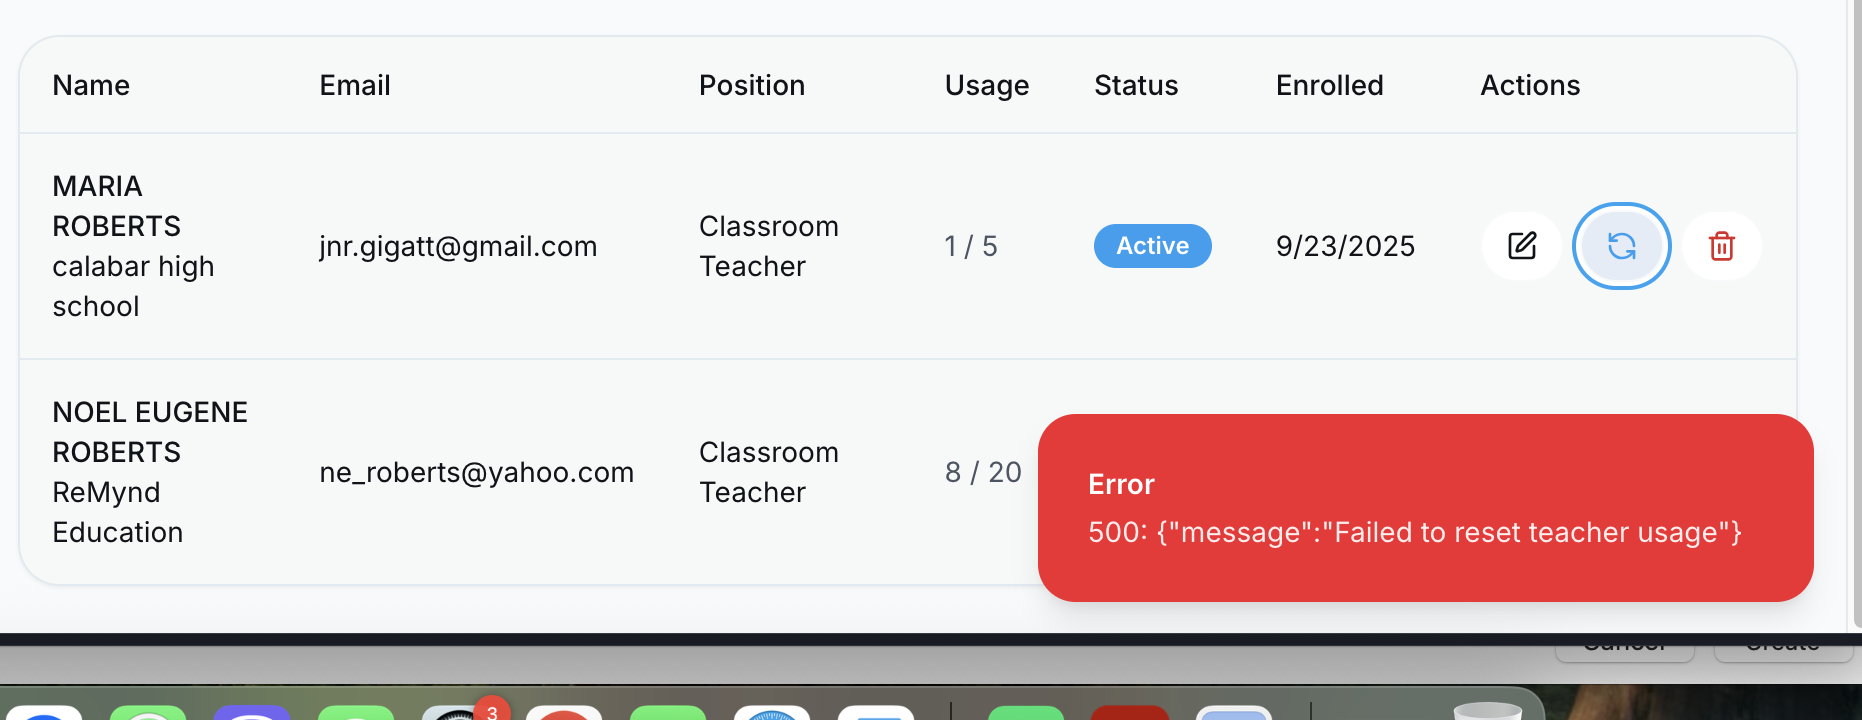 Name Email Position Usage Status Enrolled Actions
MARIA
ROBERTS
calabar high
school
jnr.gigatt@gmail.com
Classroom
Teacher
1 / 5
Active
9/23/2025
NOEL EUGENE
ROBERTS
ReMynd
Education
ne_roberts@yahoo.com
Classroom
Teacher
8 / 20
Error
500: {"message":"Failed to reset teacher usage"}
Cancel Create
3